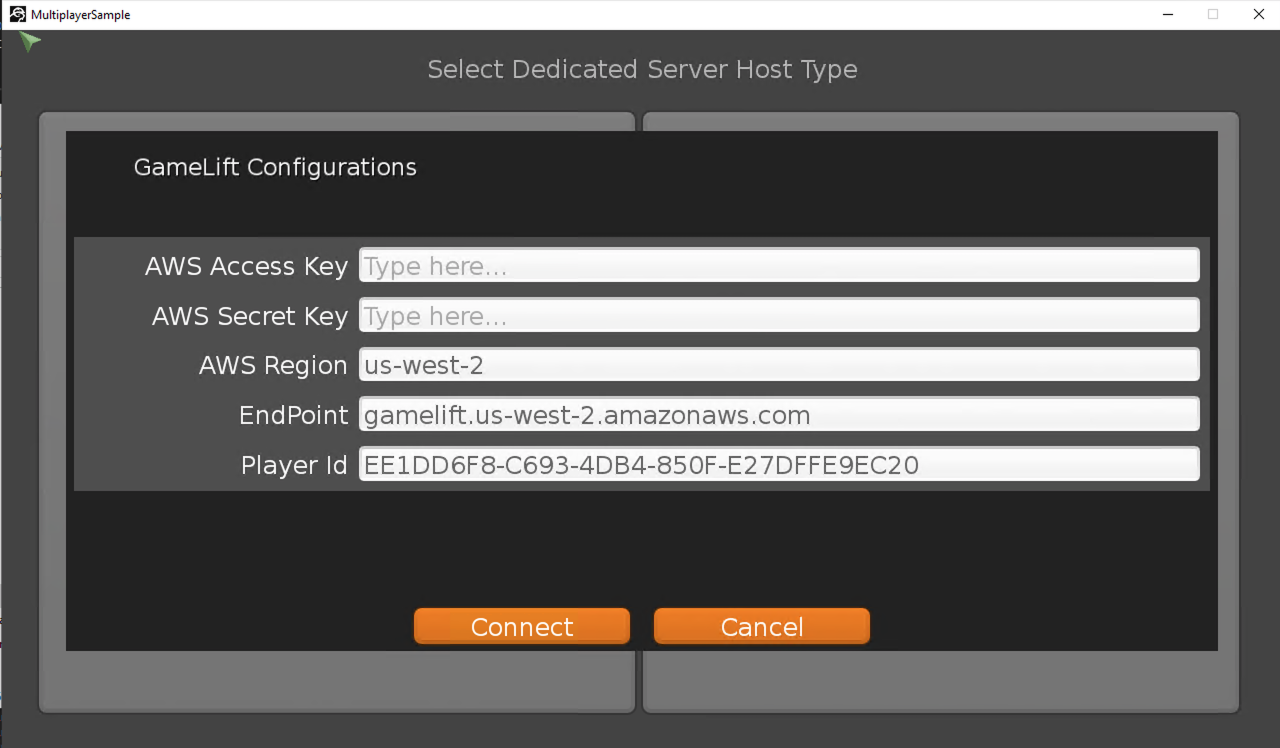 MultiplayerSample
Select Dedicated Server Host Type
GameLift Configurations
AWS Access Key Type here...
AWS Secret Key Type here...
AWS Region us-west-2
EndPoint gamelift.us-west-2.amazonaws.com
Player Id EE1DD6F8-C693-4DB4-850F-E27DFFE9EC20
Connect Cancel